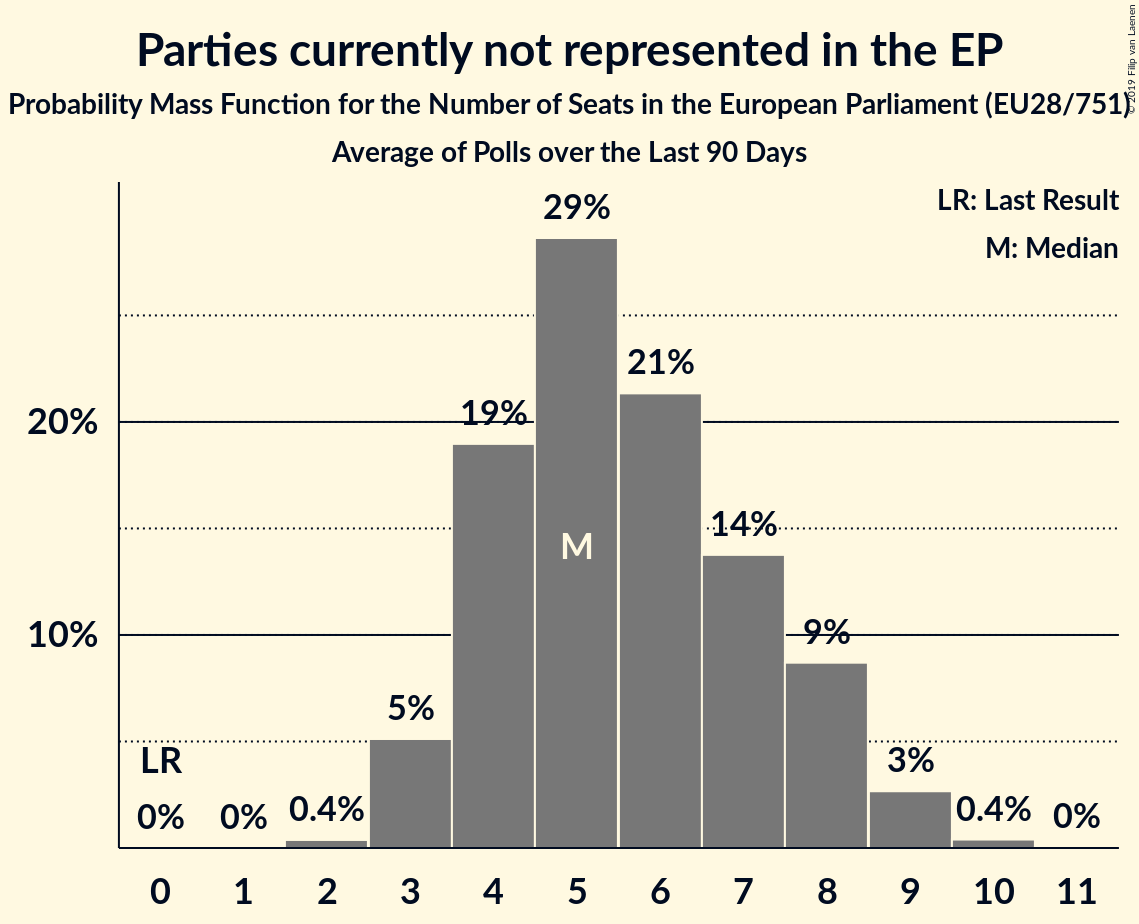 Parties currently not represented in the EP
Probability Mass Function for the Number of Seats in the European Parliament (EU28/751)
Average of Polls over the Last 90 Days
© 2019 Filip van Laenen
LR: Last Result
M: Median
29%
21%
20%
19%
14%
M
10%
9%
5%
LR
3%
0%
0%
0.4%
0.4%
0%
0 1 2 3 4 5 6 7 8 9 10 11